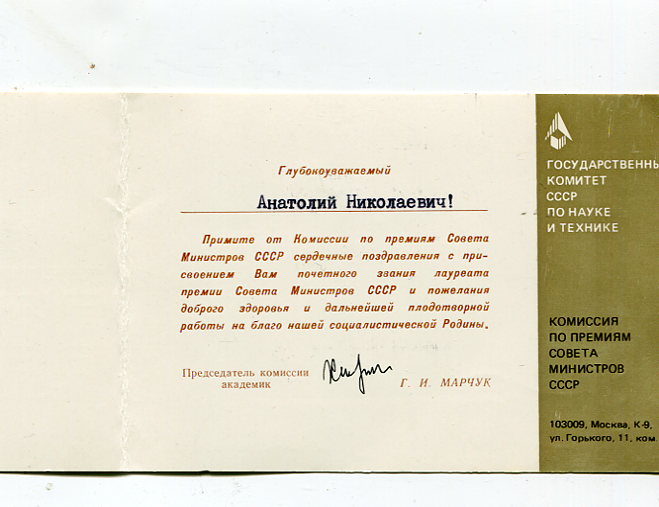 Глубокоуважаемый
Анатолий Николаевич!
Примите от Комиссии по премиям Совета
Министров СССР сердечные поздравления с при-
своением Вам почетного звания лауреата
премии Совета Министров СССР и пожелания
доброго здоровья и дальнейшей плодотворной
работы на благо нашей социалистической Родины.
Председатель комиссии
академик
Г. И. МАРЧУК
ГОСУДАРСТВЕННЫ
КОМИТЕТ
СССР
ПО НАУКЕ
И ТЕХНИКЕ
КОМИССИЯ
ПО ПРЕМИЯМ
СОВЕТА
МИНИСТРОВ
СССР
103009, Москва, К-9,
ул. Горького, 11, ком.